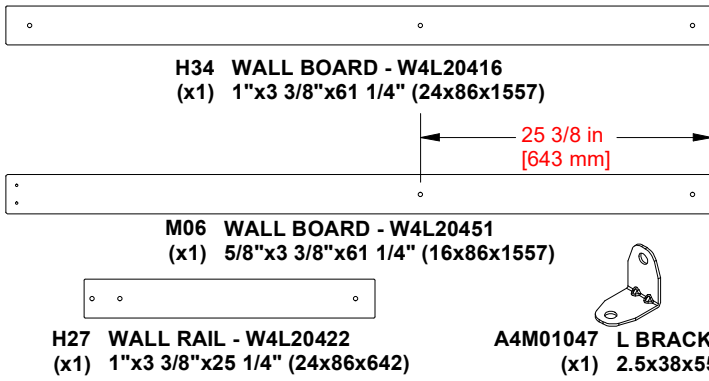 H34 WALL BOARD - W4L20416
(x1) 1"x3 3/8"x61 1/4" (24x86x1557)
25 3/8 in
[643 mm]
M06 WALL BOARD - W4L20451
(x1) 5/8"x3 3/8"x61 1/4" (16x86x1557)
H27 WALL RAIL - W4L20422
(x1) 1"x3 3/8"x25 1/4" (24x86x642)
A4M01047 L BRACK
(x1) 2.5x38x55